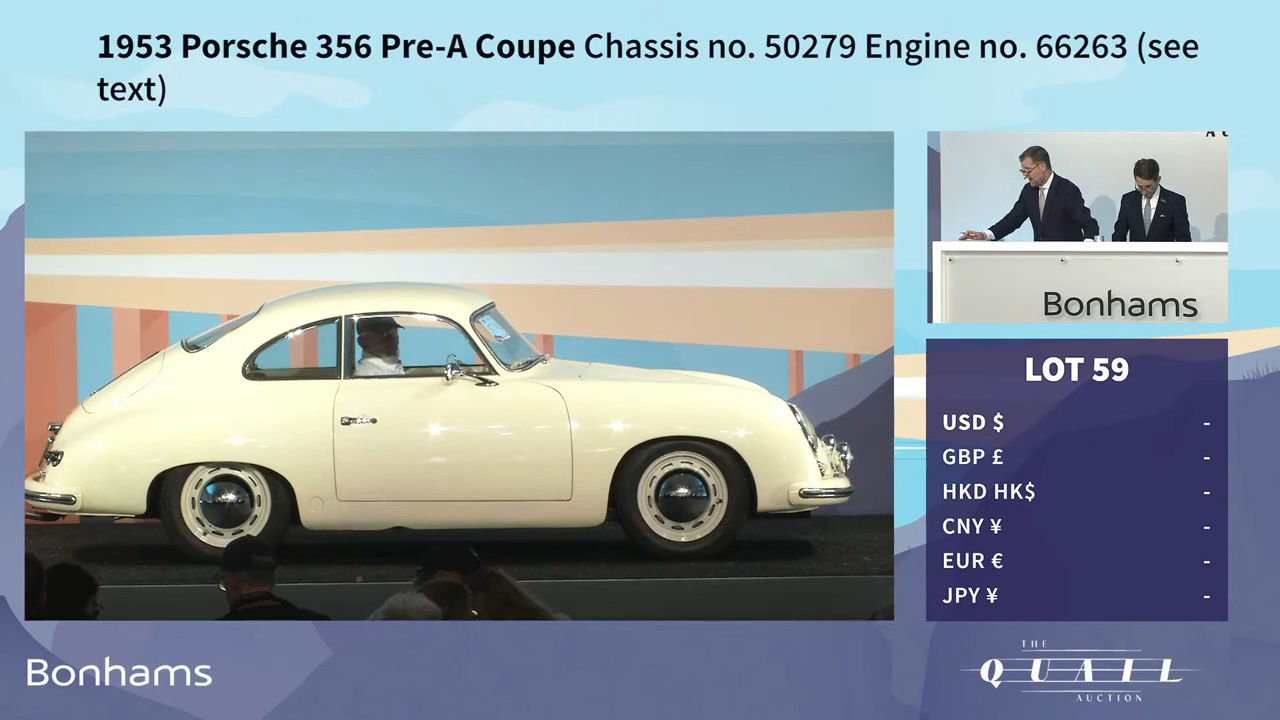 1953 Porsche 356 Pre-A Coupe Chassis no. 50279 Engine no. 66263 (see
text)
Bonhams
LOT 59
USD $ -
GBP £ -
HKD HK$ -
CNY ¥ -
EUR € -
JPY ¥ -
Bonhams
THE
QUAIL
AUCTION